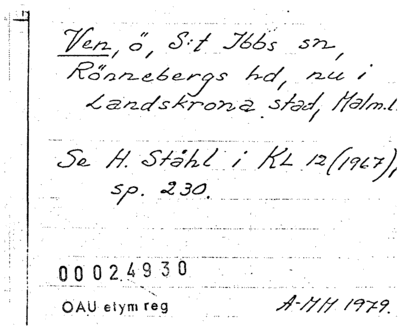 Ven, ö, S:t Ibbs sn,
Rönnebergs hd, nu i
Landskrona stad, Malm.l.
Se H. Ståhl i KL 12 (1967),
sp. 230.
00024930
OAU etym reg
A-MH 1979.